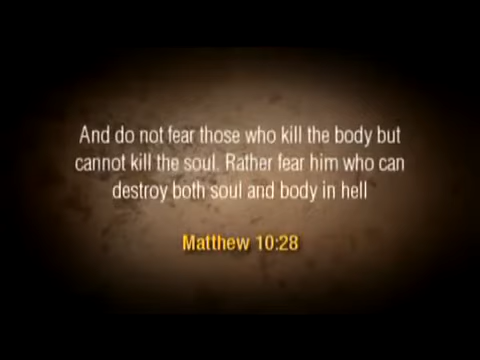 And do not fear those who kill the body but
cannot kill the soul. Rather fear him who can
destroy both soul and body in hell
Matthew 10:28